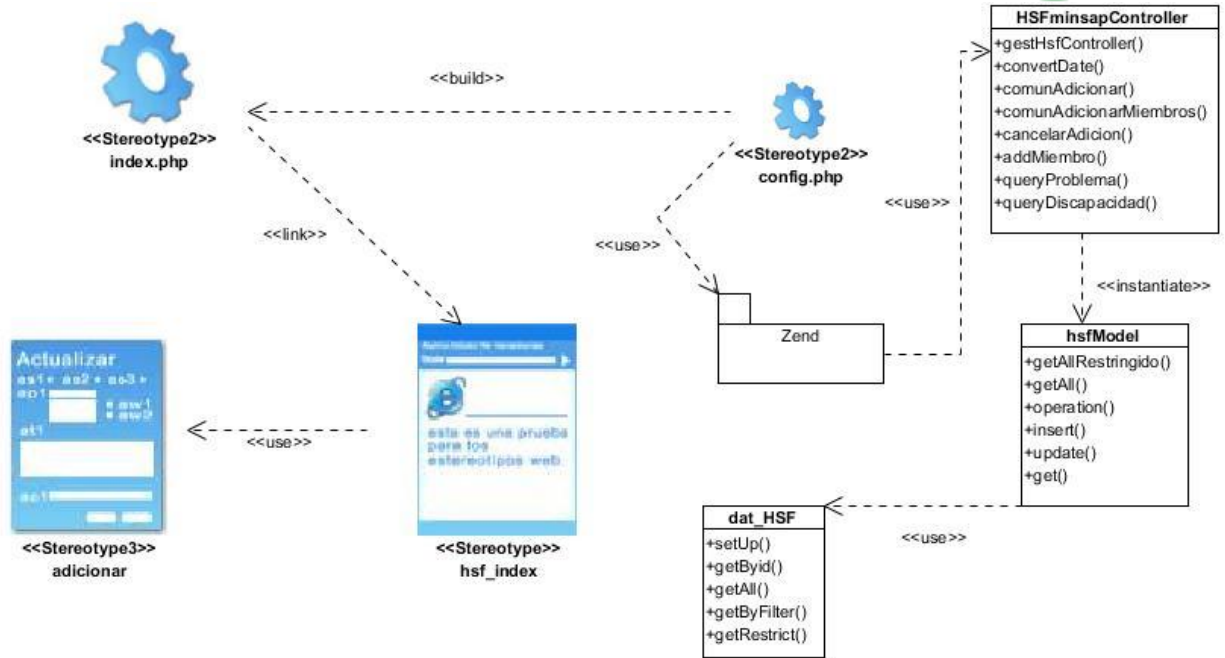 HSFminsapController
+gestHsfController()
+convertDate()
+comunAdicionar()
+comunAdicionarMiembros()
+cancelarAdicion()
+addMiembro()
+queryProblema()
+queryDiscapacidad()
<<build>>
<<Stereotype2>>
index.php
<<Stereotype2>>
config.php
<<use>>
<<link>>
<<use>>
<<instantiate>>
Zend
hsfModel
+getAllRestringido()
+getAll()
+operation()
+insert()
+update()
+get()
Actualizar
esta es una prueba
para los
estereotipos web
<<use>>
<<Stereotype3>>
adicionar
<<Stereotype>>
hsf_index
<<use>>
dat_HSF
+setUp()
+getByid()
+getAll()
+getByFilter()
+getRestrict()